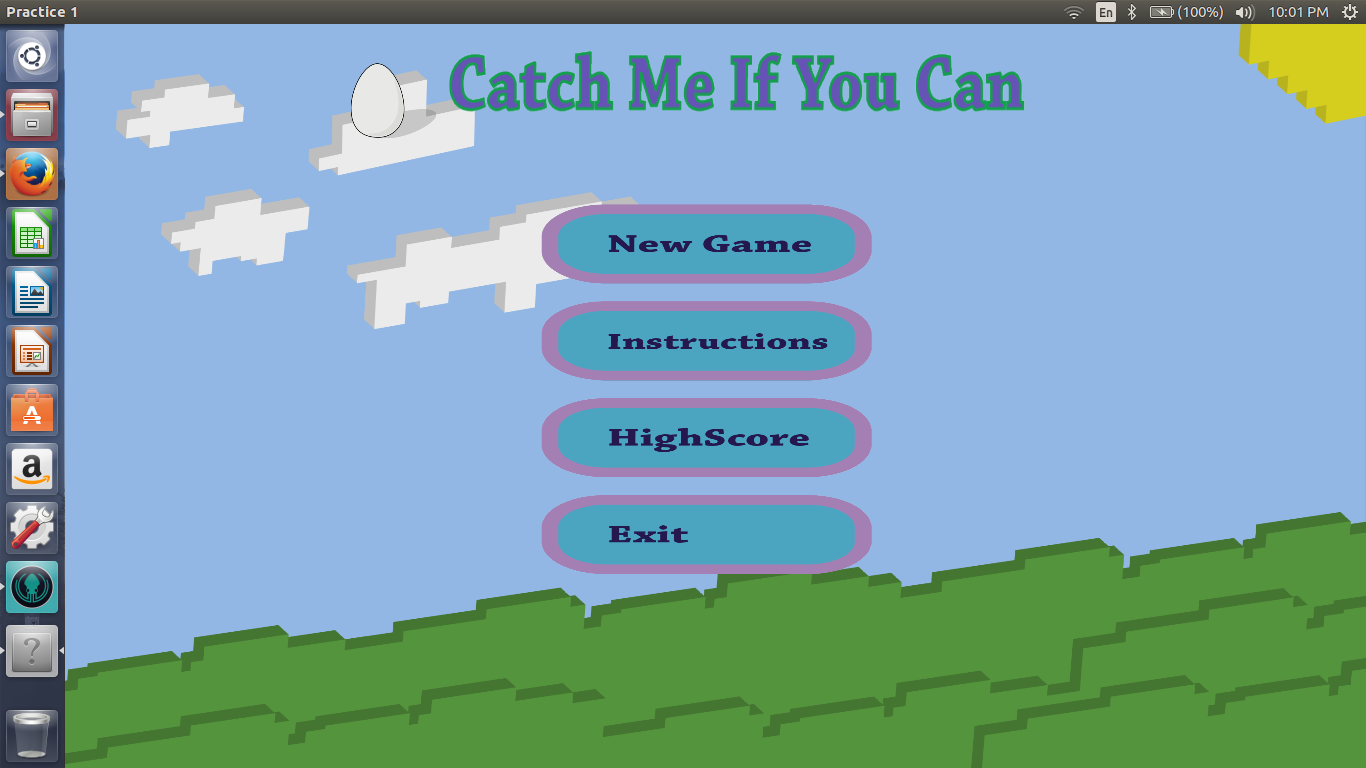 Practice 1
En
(100%)
10:01 PM
Catch Me If You Can
New Game
Instructions
HighScore
Exit